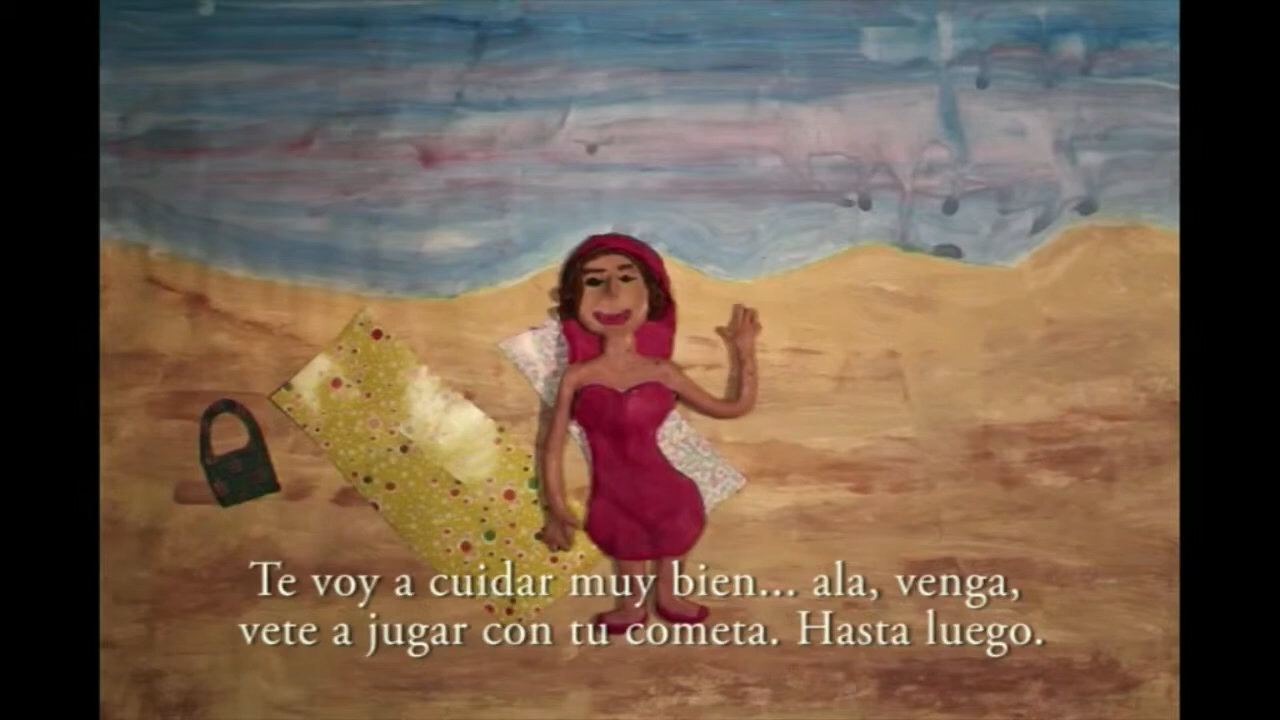 Te voy a cuidar muy bien... ala, venga,
vete a jugar con tu cometa. Hasta luego.